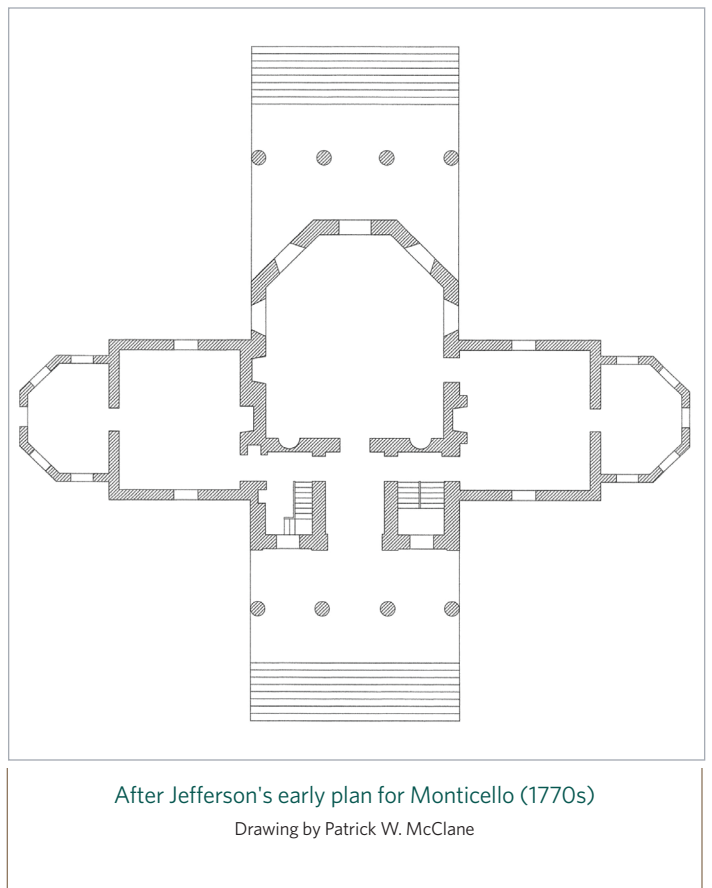 After Jefferson's early plan for Monticello (1770s)
Drawing by Patrick W. McClane